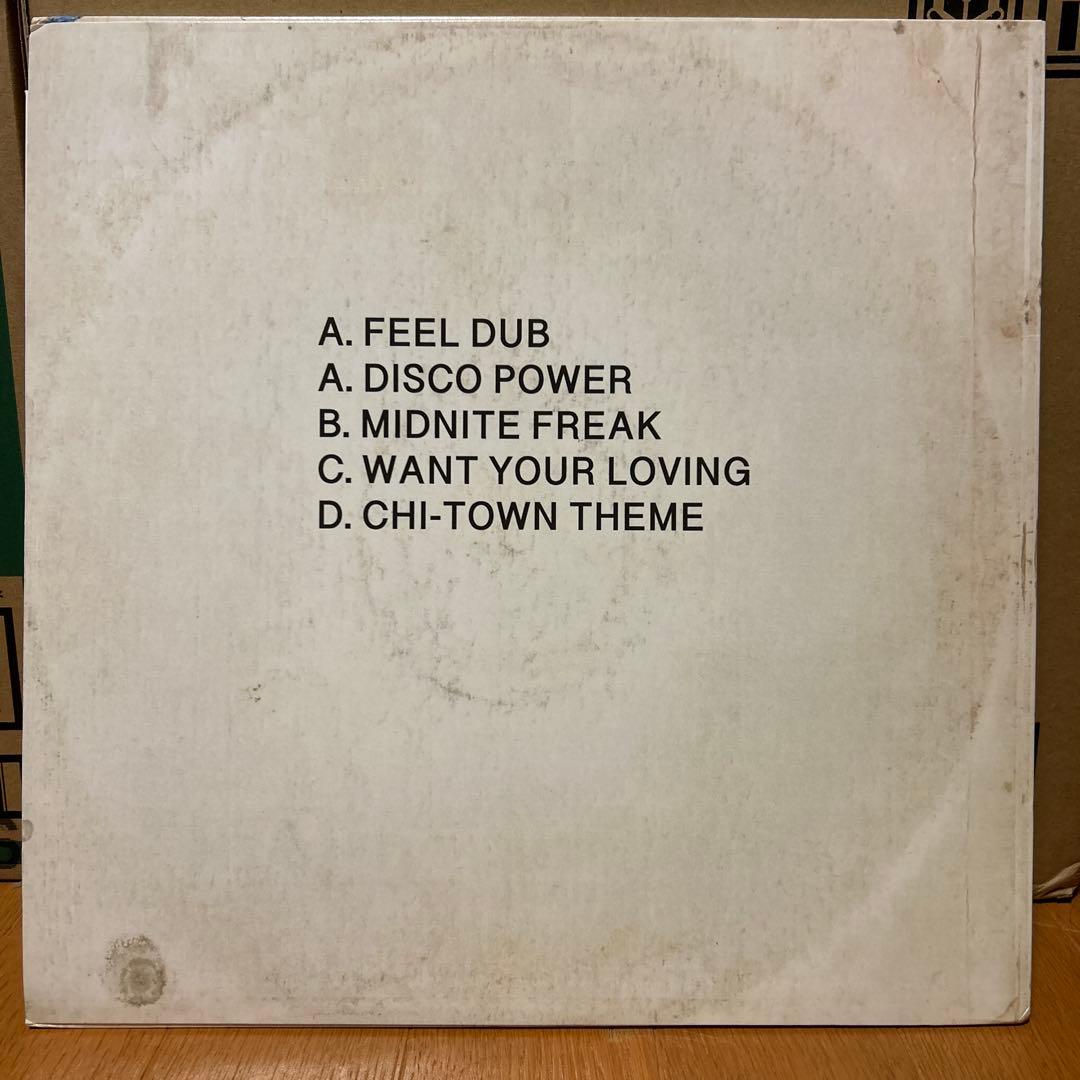 A. FEEL DUB
A. DISCO POWER
B. MIDNITE FREAK
C. WANT YOUR LOVING
D. CHI-TOWN THEME